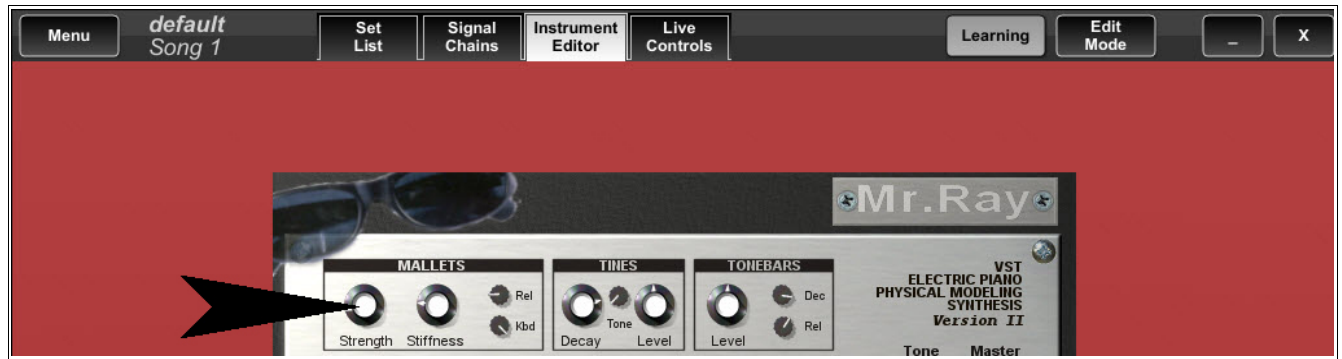 Menu
default
Song 1
Set
List
Signal
Chains
Instrument
Editor
Live
Controls
Learning
Edit
Mode
_
X
Mr.Ray
MALLETS
Rel
Kbd
Strength Stiffness
TINES
Tone
Decay Level
TONEBARS
Dec
Rel
Level
VST
ELECTRIC PIANO
PHYSICAL MODELING
SYNTHESIS
Version II
Tone Master